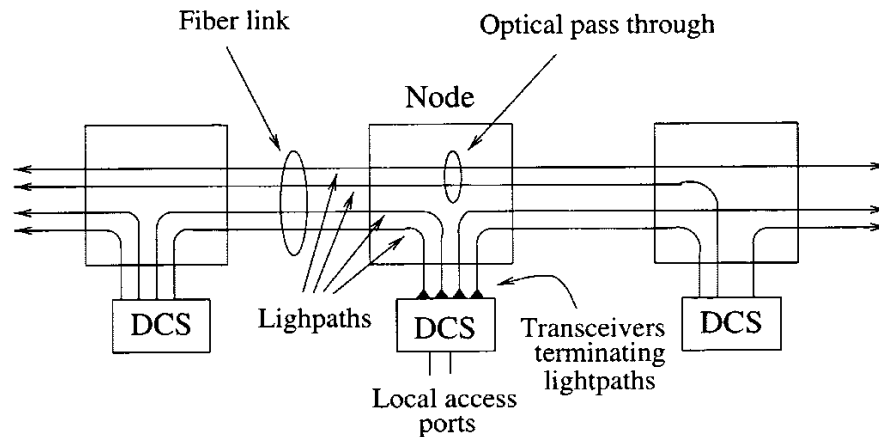 Fiber link
Optical pass through
Node
Lighpaths
DCS
DCS
DCS
Transceivers
terminating
lightpaths
Local access
ports